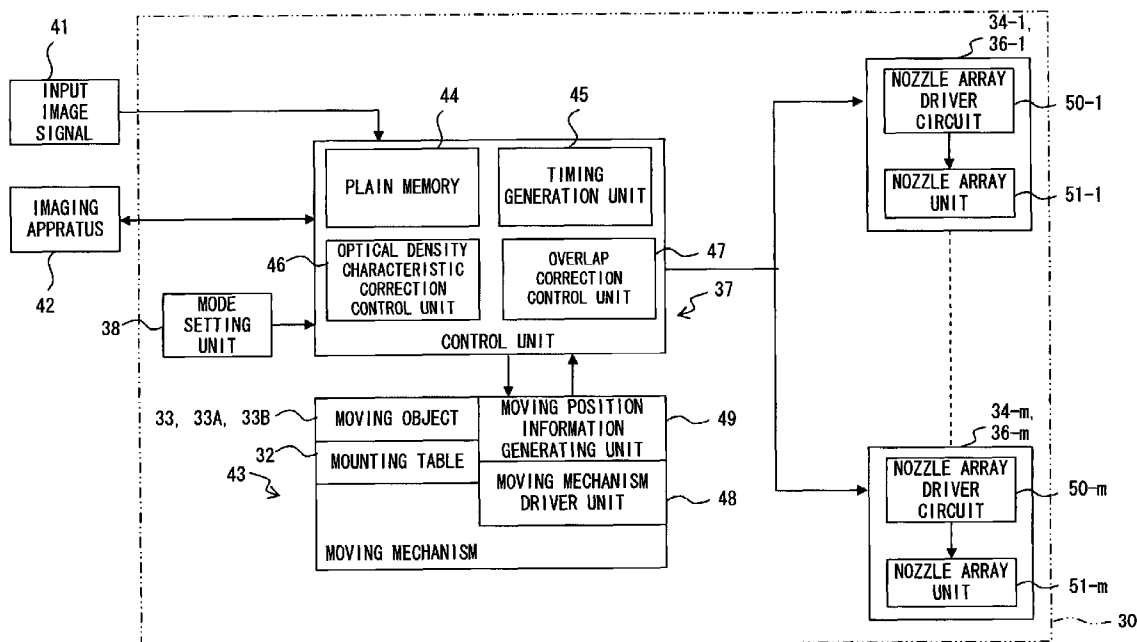 41
INPUT
IMAGE
SIGNAL
IMAGING
APPRATUS
42
38
MODE
SETTING
UNIT
44
PLAIN MEMORY
45
TIMING
GENERATION UNIT
46
OPTICAL DENSITY
CHARACTERISTIC
CORRECTION
CONTROL UNIT
47
OVERLAP
CORRECTION
CONTROL UNIT
CONTROL UNIT
37
33, 33A, 33B
MOVING OBJECT
32
MOUNTING TABLE
43
MOVING POSITION
INFORMATION
GENERATING UNIT
49
MOVING MECHANISM
DRIVER UNIT
48
MOVING MECHANISM
34-1,
36-1
NOZZLE ARRAY
DRIVER
CIRCUIT
50-1
NOZZLE ARRAY
UNIT
51-1
34-m,
36-m
NOZZLE ARRAY
DRIVER
CIRCUIT
50-m
NOZZLE ARRAY
UNIT
51-m
30